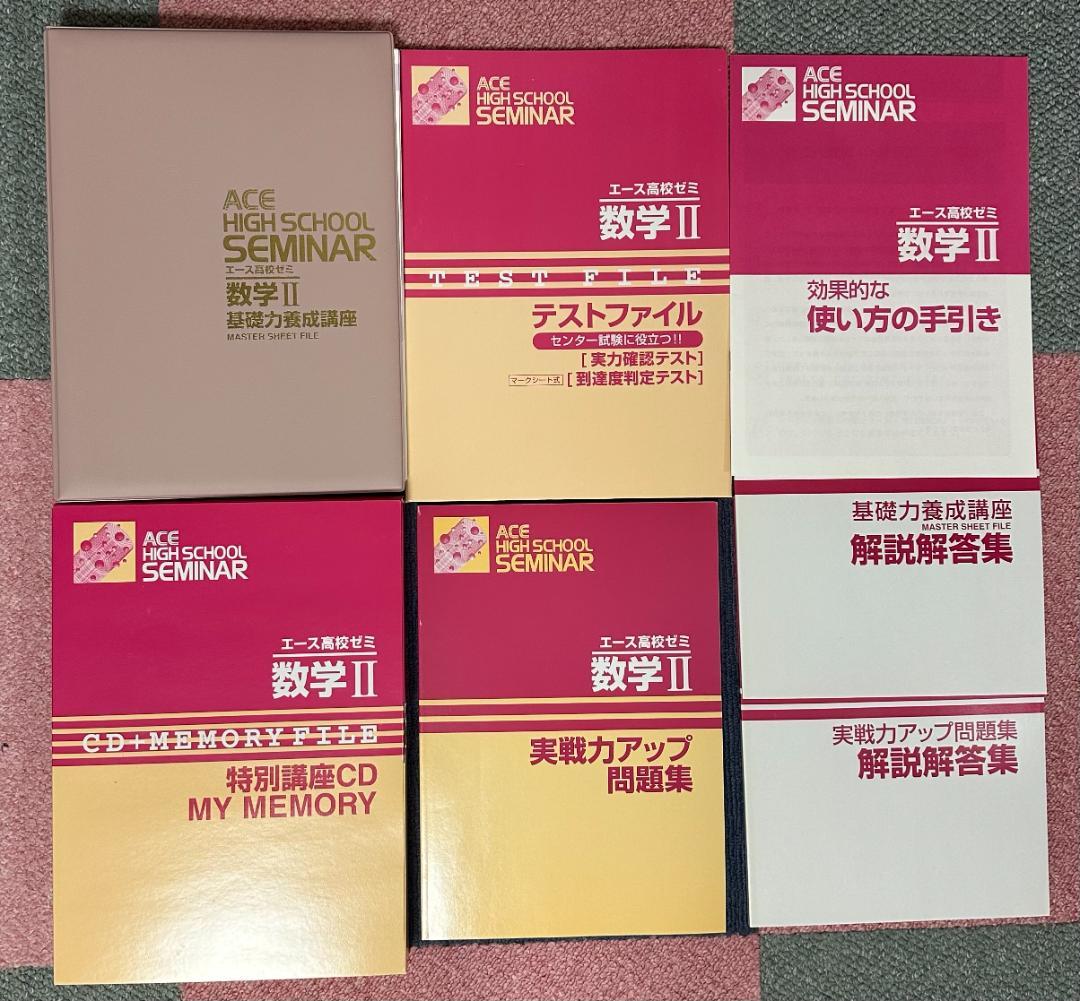 ACE
HIGH SCHOOL
SEMINAR
エース高校ゼミ
数学Ⅱ
基礎力養成講座
MASTER SHEET FILE
ACE
HIGH SCHOOL
SEMINAR
エース高校ゼミ
数学Ⅱ
TEST FILE
テストファイル
センター試験に役立つ!!
[実力確認テスト]
マークシート式 [到達度判定テスト]
ACE
HIGH SCHOOL
SEMINAR
エース高校ゼミ
数学Ⅱ
効果的な
使い方の手引き
ACE
HIGH SCHOOL
SEMINAR
エース高校ゼミ
数学Ⅱ
CD+MEMORY FILE
特別講座CD
MY MEMORY
ACE
HIGH SCHOOL
SEMINAR
エース高校ゼミ
数学Ⅱ
実戦力アップ
問題集
基礎力養成講座
MASTER SHEET FILE
解説解答集
実戦力アップ問題集
解説解答集